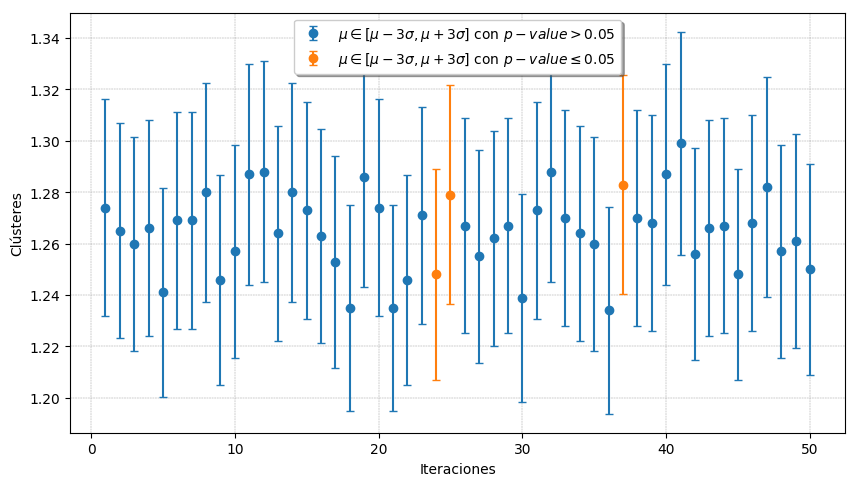 μ ∈ [μ − 3σ, μ + 3σ] con p − value > 0.05
μ ∈ [μ − 3σ, μ + 3σ] con p − value ≤ 0.05
1.34
1.32
1.30
1.28
1.26
1.24
1.22
1.20
Clústeres
0 10 20 30 40 50
Iteraciones